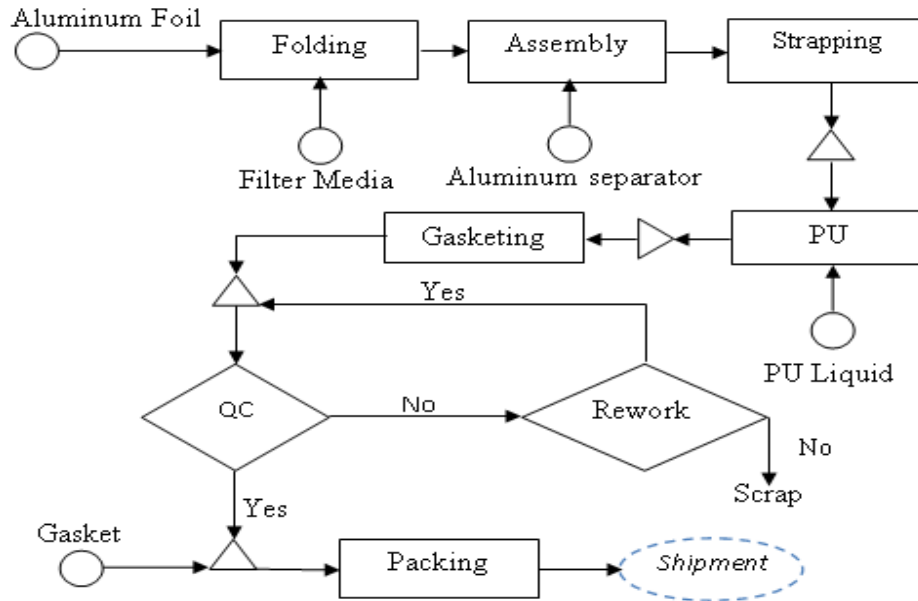 Aluminum Foil
Folding
Assembly
Strapping
Filter Media
Aluminum separator
Gasketing
PU
Yes
PU Liquid
QC
No
Rework
No
Scrap
Yes
Gasket
Packing
Shipment